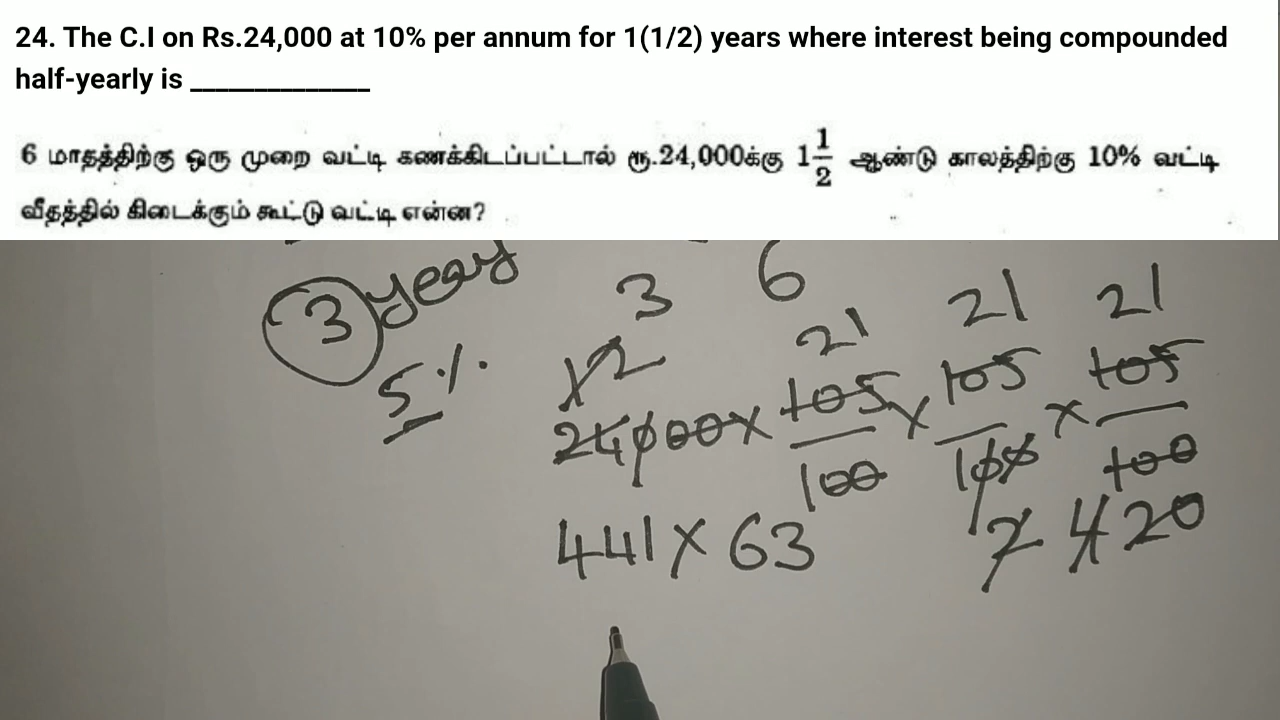 24. The C.I on Rs.24,000 at 10% per annum for 1(1/2) years where interest being compounded
half-yearly is ______________
6 மாதத்திற்கு ஒரு முறை வட்டி கணக்கிடப்பட்டால் ரூ.24,000க்கு 1 1/2 ஆண்டு காலத்திற்கு 10% வட்டி
வீதத்தில் கிடைக்கும் கூட்டு வட்டி என்ன?
3 years
5%
3 6
12 21 21 21
24000 x 105/100 x 105/100 x 105/100
2 4 20
441 x 63